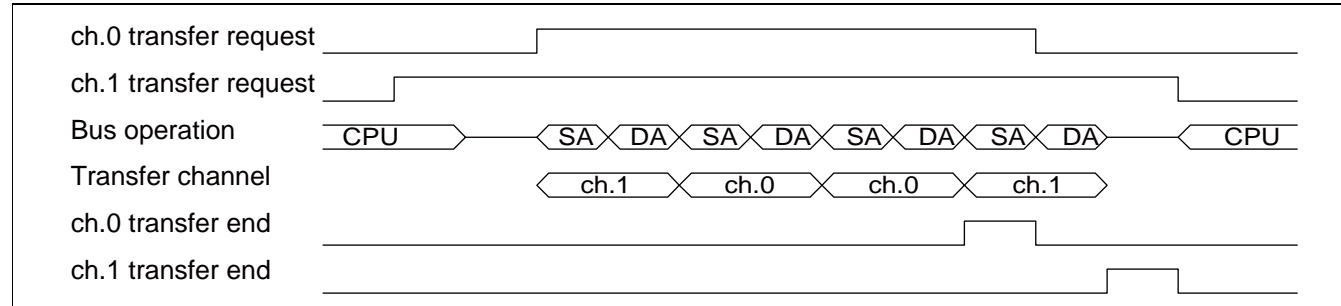 ch.0 transfer request
ch.1 transfer request
Bus operation CPU SA DA SA DA SA DA SA DA CPU
Transfer channel ch.1 ch.0 ch.0 ch.1
ch.0 transfer end
ch.1 transfer end